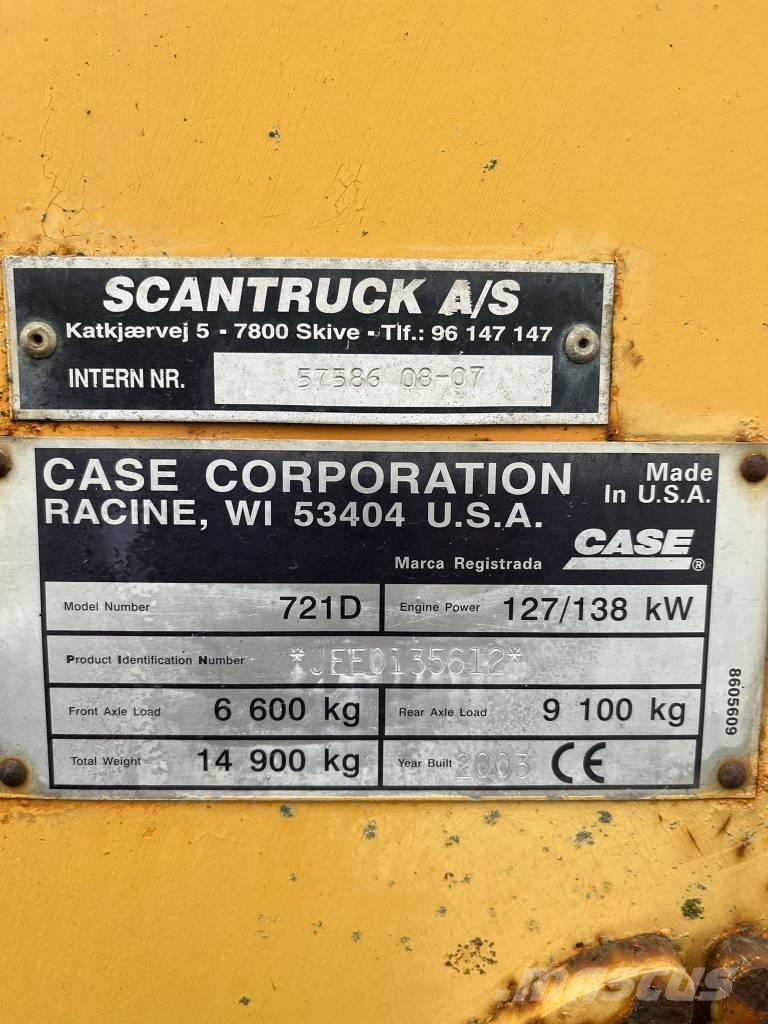 SCANTRUCK A/S
Katkjærvej 5 - 7800 Skive - Tlf.: 96 147 147
INTERN NR. 57586 08-07
CASE CORPORATION
RACINE, WI 53404 U.S.A.
Made
In U.S.A.
Marca Registrada CASE ®
Model Number 721D Engine Power 127/138 kW
Product Identification Number *JEE0135612*
Front Axle Load 6 600 kg Rear Axle Load 9 100 kg
Total Weight 14 900 kg Year Built 2003 CE
8605609
mascus